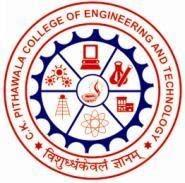 C. K. PITHAWALA COLLEGE OF ENGINEERING AND TECHNOLOGY
विशुध्धंकेवलं ज्ञानम्